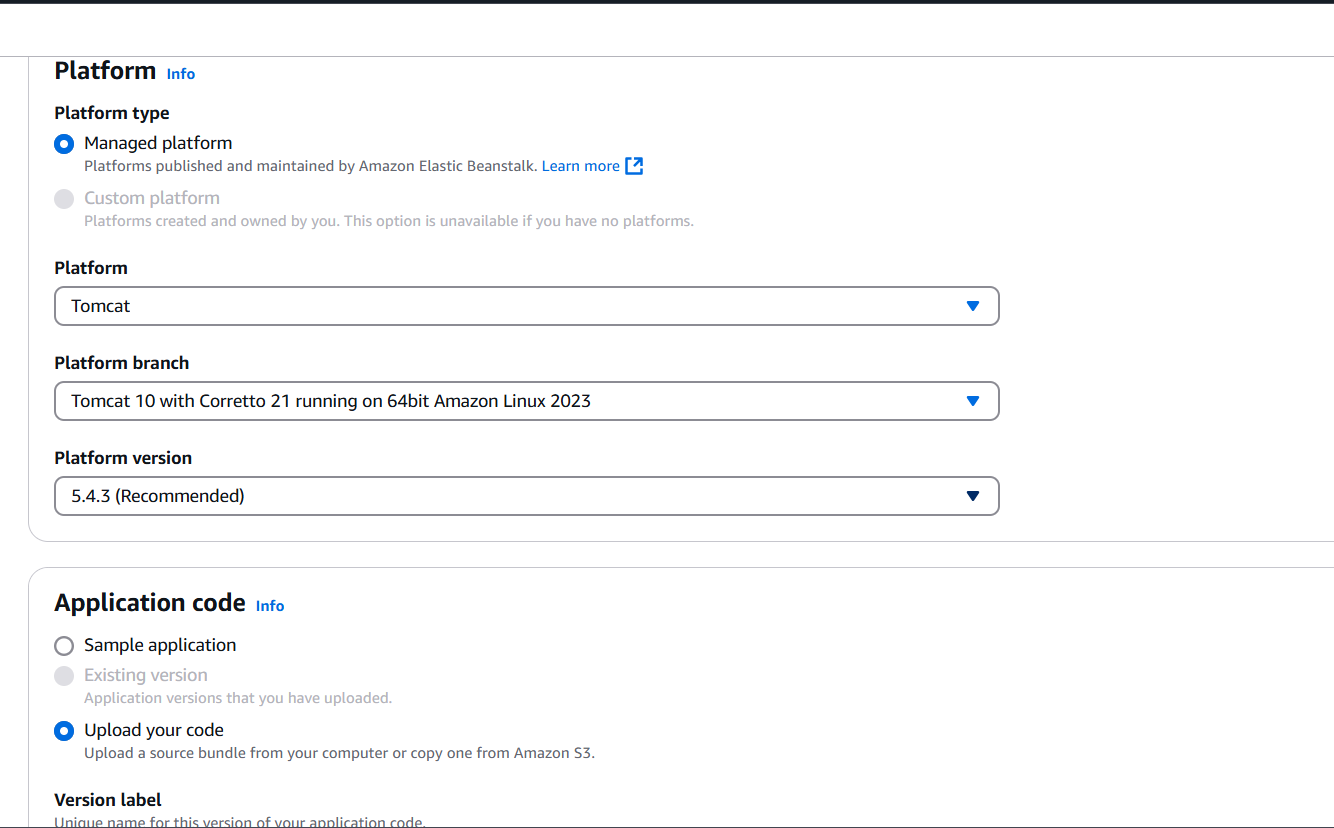 Platform Info
Platform type
Managed platform
Platforms published and maintained by Amazon Elastic Beanstalk. Learn more
Custom platform
Platforms created and owned by you. This option is unavailable if you have no platforms.
Platform
Tomcat
Platform branch
Tomcat 10 with Corretto 21 running on 64bit Amazon Linux 2023
Platform version
5.4.3 (Recommended)
Application code Info
Sample application
Existing version
Application versions that you have uploaded.
Upload your code
Upload a source bundle from your computer or copy one from Amazon S3.
Version label
Unique name for this version of your application code.